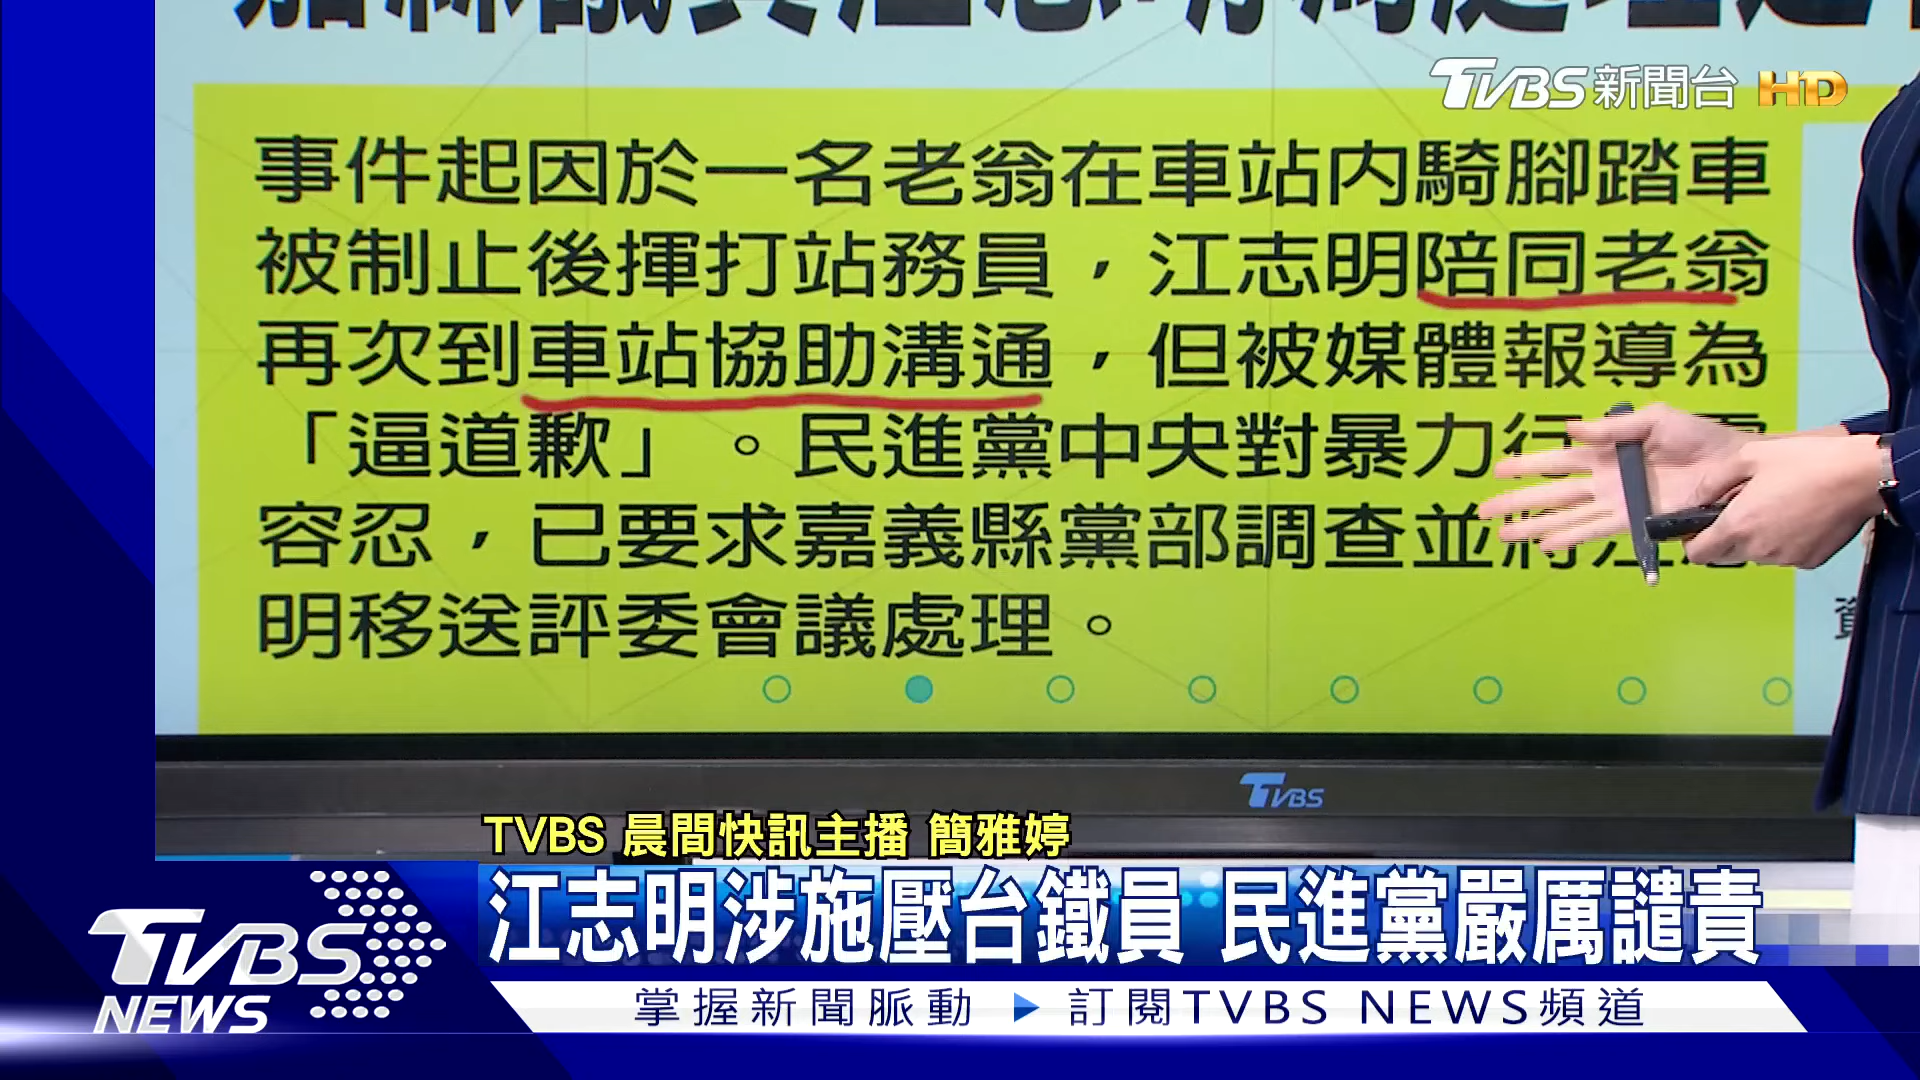 TVBS新聞台 HD
事件起因於一名老翁在車站內騎腳踏車
被制止後揮打站務員，江志明陪同老翁
再次到車站協助溝通，但被媒體報導為
「逼道歉」。民進黨中央對暴力行
容忍，已要求嘉義縣黨部調查並將江志
明移送評委會議處理。
TVBS
TVBS 晨間快訊主播 簡雅婷
江志明涉施壓台鐵員 民進黨嚴厲譴責
TVBS
NEWS
掌握新聞脈動 ▶ 訂閱TVBS NEWS頻道